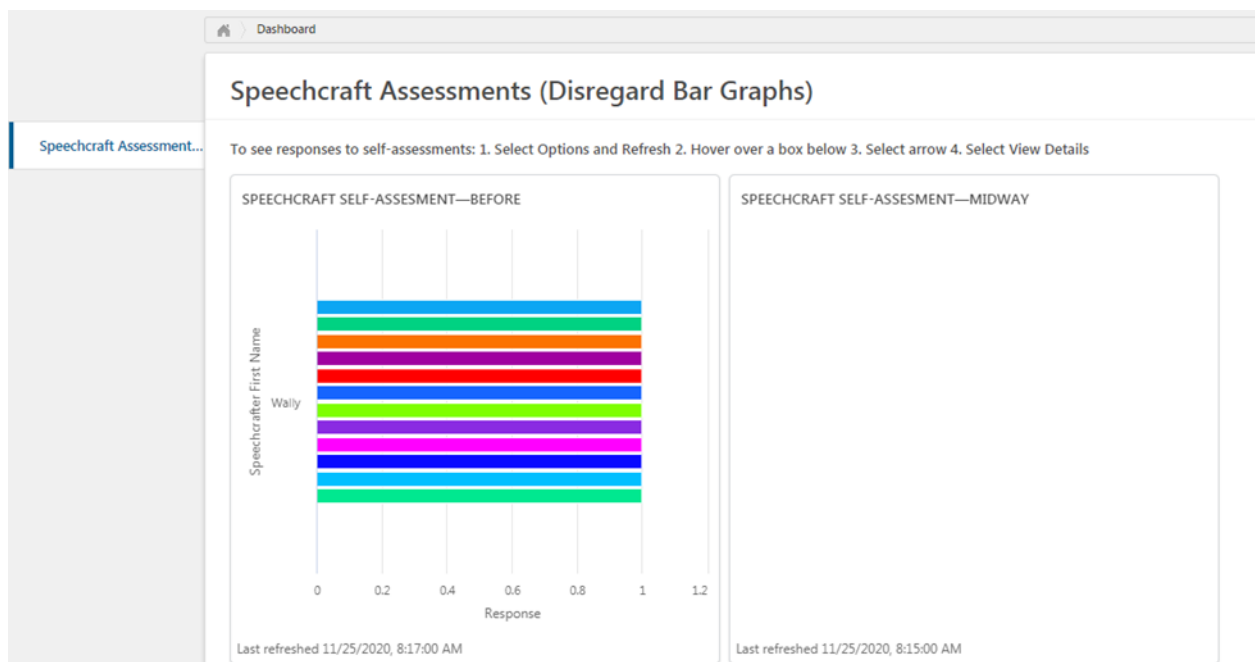 Dashboard
Speechcraft Assessments (Disregard Bar Graphs)
Speechcraft Assessment...
To see responses to self-assessments: 1. Select Options and Refresh 2. Hover over a box below 3. Select arrow 4. Select View Details
SPEECHCRAFT SELF-ASSESMENT—BEFORE
Speechcrafter First Name
Wally
0 0.2 0.4 0.6 0.8 1 1.2
Response
Last refreshed 11/25/2020, 8:17:00 AM
SPEECHCRAFT SELF-ASSESMENT—MIDWAY
Last refreshed 11/25/2020, 8:15:00 AM